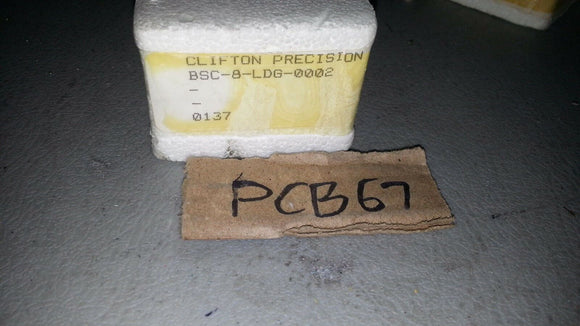 CLIFTON PRECISION
BSC-8-LDG-0002
-
-
0137
PCB67